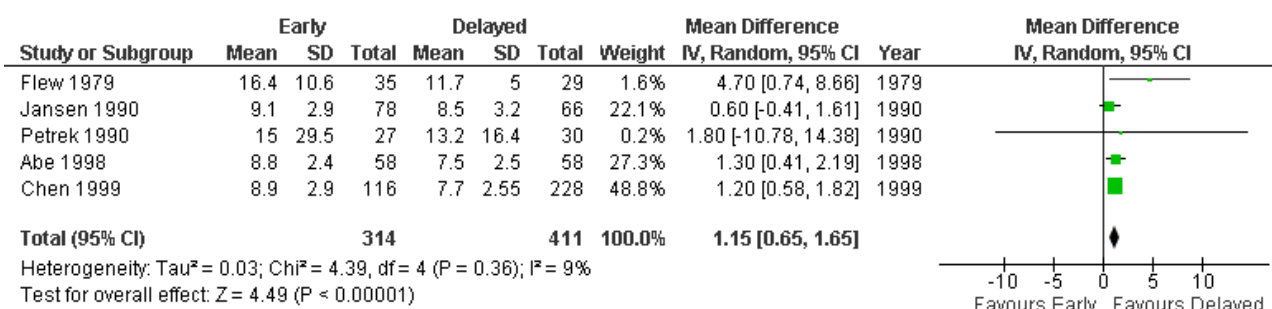 Early Delayed Mean Difference Mean Difference
Study or Subgroup Mean SD Total Mean SD Total Weight IV, Random, 95% CI Year IV, Random, 95% CI
Flew 1979 16.4 10.6 35 11.7 5 29 1.6% 4.70 [0.74, 8.66] 1979
Jansen 1990 9.1 2.9 78 8.5 3.2 66 22.1% 0.60 [-0.41, 1.61] 1990
Petrek 1990 15 29.5 27 13.2 16.4 30 0.2% 1.80 [-10.78, 14.38] 1990
Abe 1998 8.8 2.4 58 7.5 2.5 58 27.3% 1.30 [0.41, 2.19] 1998
Chen 1999 8.9 2.9 116 7.7 2.55 228 48.8% 1.20 [0.58, 1.82] 1999
Total (95% CI) 314 411 100.0% 1.15 [0.65, 1.65]
Heterogeneity: Tau² = 0.03; Chi² = 4.39, df = 4 (P = 0.36); I² = 9%
Test for overall effect: Z = 4.49 (P < 0.00001)
-10 -5 0 5 10
Favours Early Favours Delayed